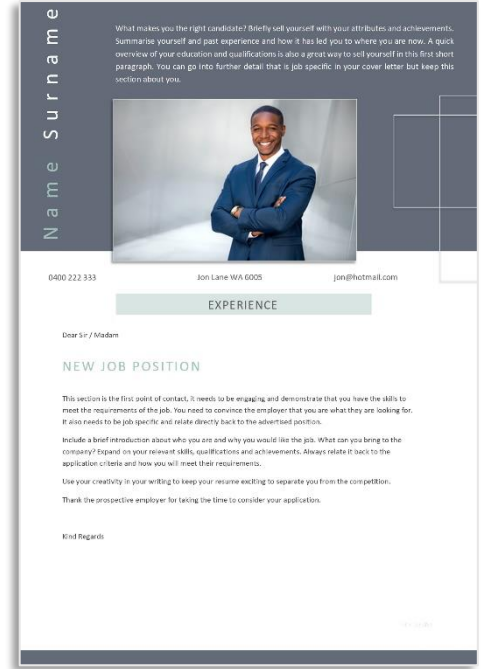 Name Surname
What makes you the right candidate? Briefly sell yourself with your attributes and achievements.
Summarise yourself and past experience and how it has led you to where you are now. A quick
overview of your education and qualifications is also a great way to sell yourself in this first short
paragraph. You can go into further detail that is job specific in your cover letter but keep this
section about you.
0400 222 333
Jon Lane WA 6005
jon@hotmail.com
EXPERIENCE
Dear Sir / Madam
NEW JOB POSITION
This section is the first point of contact, it needs to be engaging and demonstrate that you have the skills to
meet the requirements of the job. You need to convince the employer that you are what they are looking for.
It also needs to be job specific and relate directly back to the advertised position.
Include a brief introduction about who you are and why you would like the job. What can you bring to the
company? Expand on your relevant skills, qualifications and achievements. Always relate it back to the
application criteria and how you will meet their requirements.
Use your creativity in your writing to keep your resume exciting to separate you from the competition.
Thank the prospective employer for taking the time to consider your application.
Kind Regards